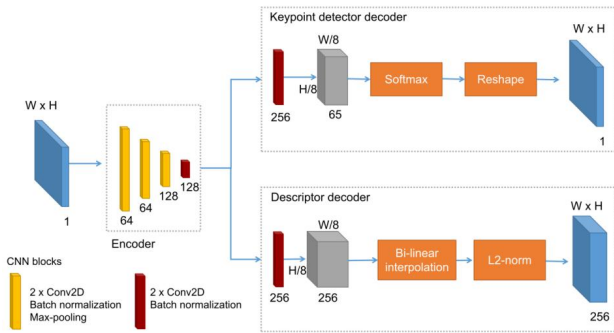 Keypoint detector decoder
W x H
W/8
H/8
256
65
Softmax
Reshape
1
W x H
1
64
64
128
128
Encoder
Descriptor decoder
W x H
W/8
H/8
256
256
Bi-linear
interpolation
L2-norm
256
CNN blocks
2 x Conv2D
Batch normalization
Max-pooling
2 x Conv2D
Batch normalization